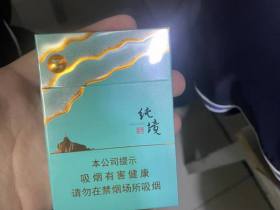 纯境
本公司提示
吸烟有害健康
请勿在禁烟场所吸烟